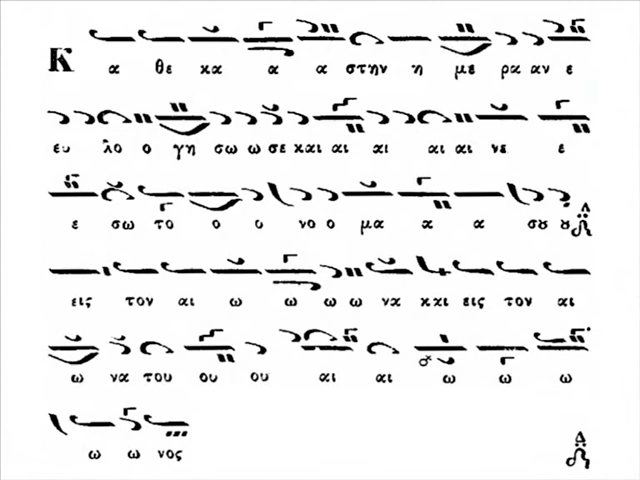 Κ α θε κα α α στην η με ρα αν ε
ευ λο ο γη σω ω σε και αι αι αι αι νε ε
ε σω το ο ο νο ο μα α α σȣ ȣ Δ
εις τον αι ω ω ω ω να και εις τον αι
ω να του ου ου αι αι ω ω ω
ω ω νος Δ